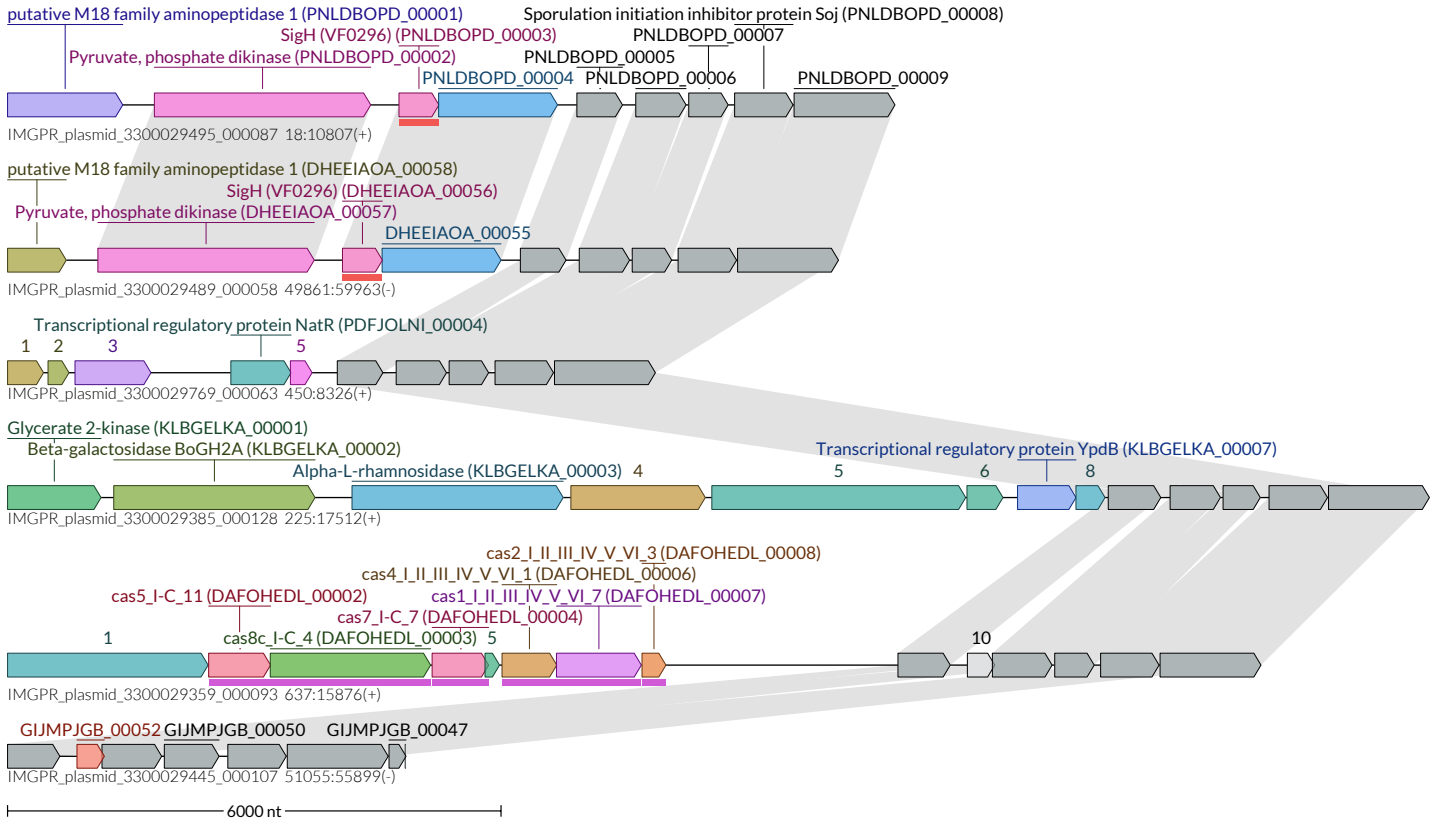 putative M18 family aminopeptidase 1 (PNLDBOPD_00001)
Sporulation initiation inhibitor protein Soj (PNLDBOPD_00008)
SigH (VF0296) (PNLDBOPD_00003)
PNLDBOPD_00007
Pyruvate, phosphate dikinase (PNLDBOPD_00002)
PNLDBOPD_00005
PNLDBOPD_00004
PNLDBOPD_00006
PNLDBOPD_00009
IMGPR_plasmid_3300029495_000087 18:10807(+)
putative M18 family aminopeptidase 1 (DHEEIAOA_00058)
SigH (VF0296) (DHEEIAOA_00056)
Pyruvate, phosphate dikinase (DHEEIAOA_00057)
DHEEIAOA_00055
IMGPR_plasmid_3300029489_000058 49861:59963(-)
Transcriptional regulatory protein NatR (PDFJOLNI_00004)
1 2 3 5
IMGPR_plasmid_3300029769_000063 450:8326(+)
Glycerate 2-kinase (KLBGELKA_00001)
Beta-galactosidase BoGH2A (KLBGELKA_00002)
Transcriptional regulatory protein YpdB (KLBGELKA_00007)
Alpha-L-rhamnosidase (KLBGELKA_00003) 4 5 6 8
IMGPR_plasmid_3300029385_000128 225:17512(+)
cas2_I_II_III_IV_V_VI_3 (DAFOHEDL_00008)
cas4_I_II_III_IV_V_VI_1 (DAFOHEDL_00006)
cas5_I-C_11 (DAFOHEDL_00002)
cas1_I_II_III_IV_V_VI_7 (DAFOHEDL_00007)
cas7_I-C_7 (DAFOHEDL_00004)
1 cas8c_I-C_4 (DAFOHEDL_00003) 5 10
IMGPR_plasmid_3300029359_000093 637:15876(+)
GIJMPJGB_00052 GIJMPJGB_00050 GIJMPJGB_00047
IMGPR_plasmid_3300029445_000107 51055:55899(-)
6000 nt